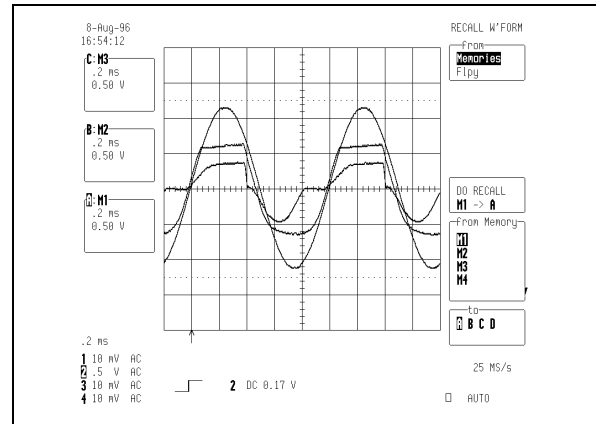 8-Aug-96
16:54:12
C:M3
.2 ms
0.50 V
B:M2
.2 ms
0.50 V
A:M1
.2 ms
0.50 V
.2 ms
1 10 mV AC
2 .5 V AC
3 10 mV AC
4 10 mV AC
2 DC 0.17 V
RECALL W'FORM
from
Memories
Flpy
DO RECALL
M1 -> A
from Memory
M1
M2
M3
M4
to
A B C D
25 MS/s
AUTO